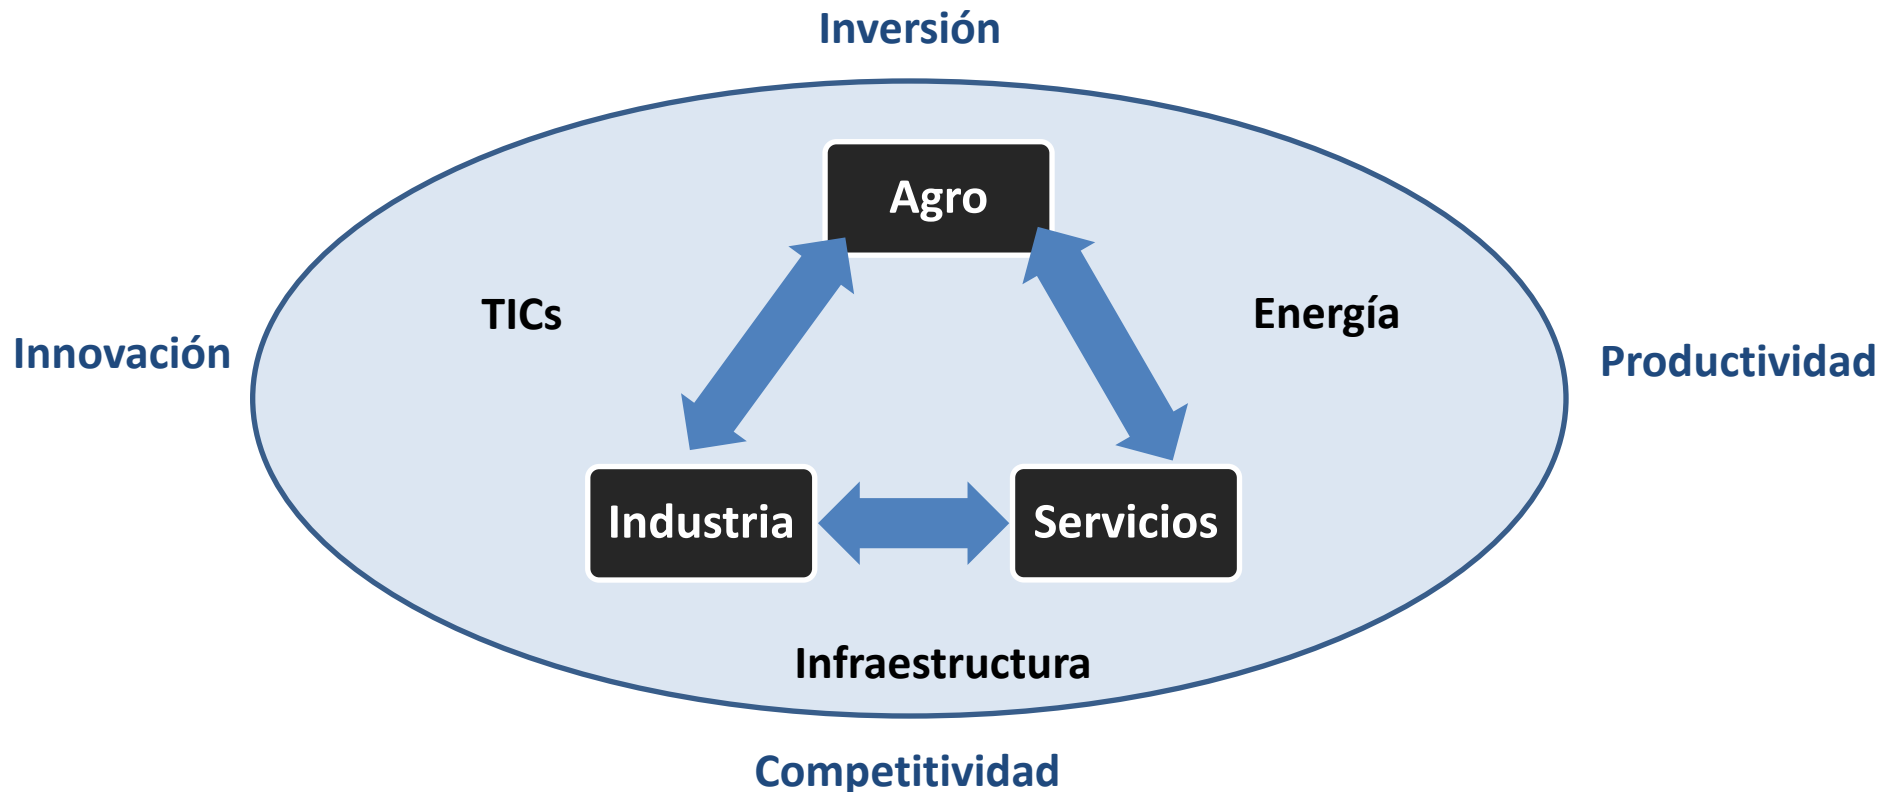 Inversión
Agro
TICs
Energía
Innovación
Productividad
Industria
Servicios
Infraestructura
Competitividad